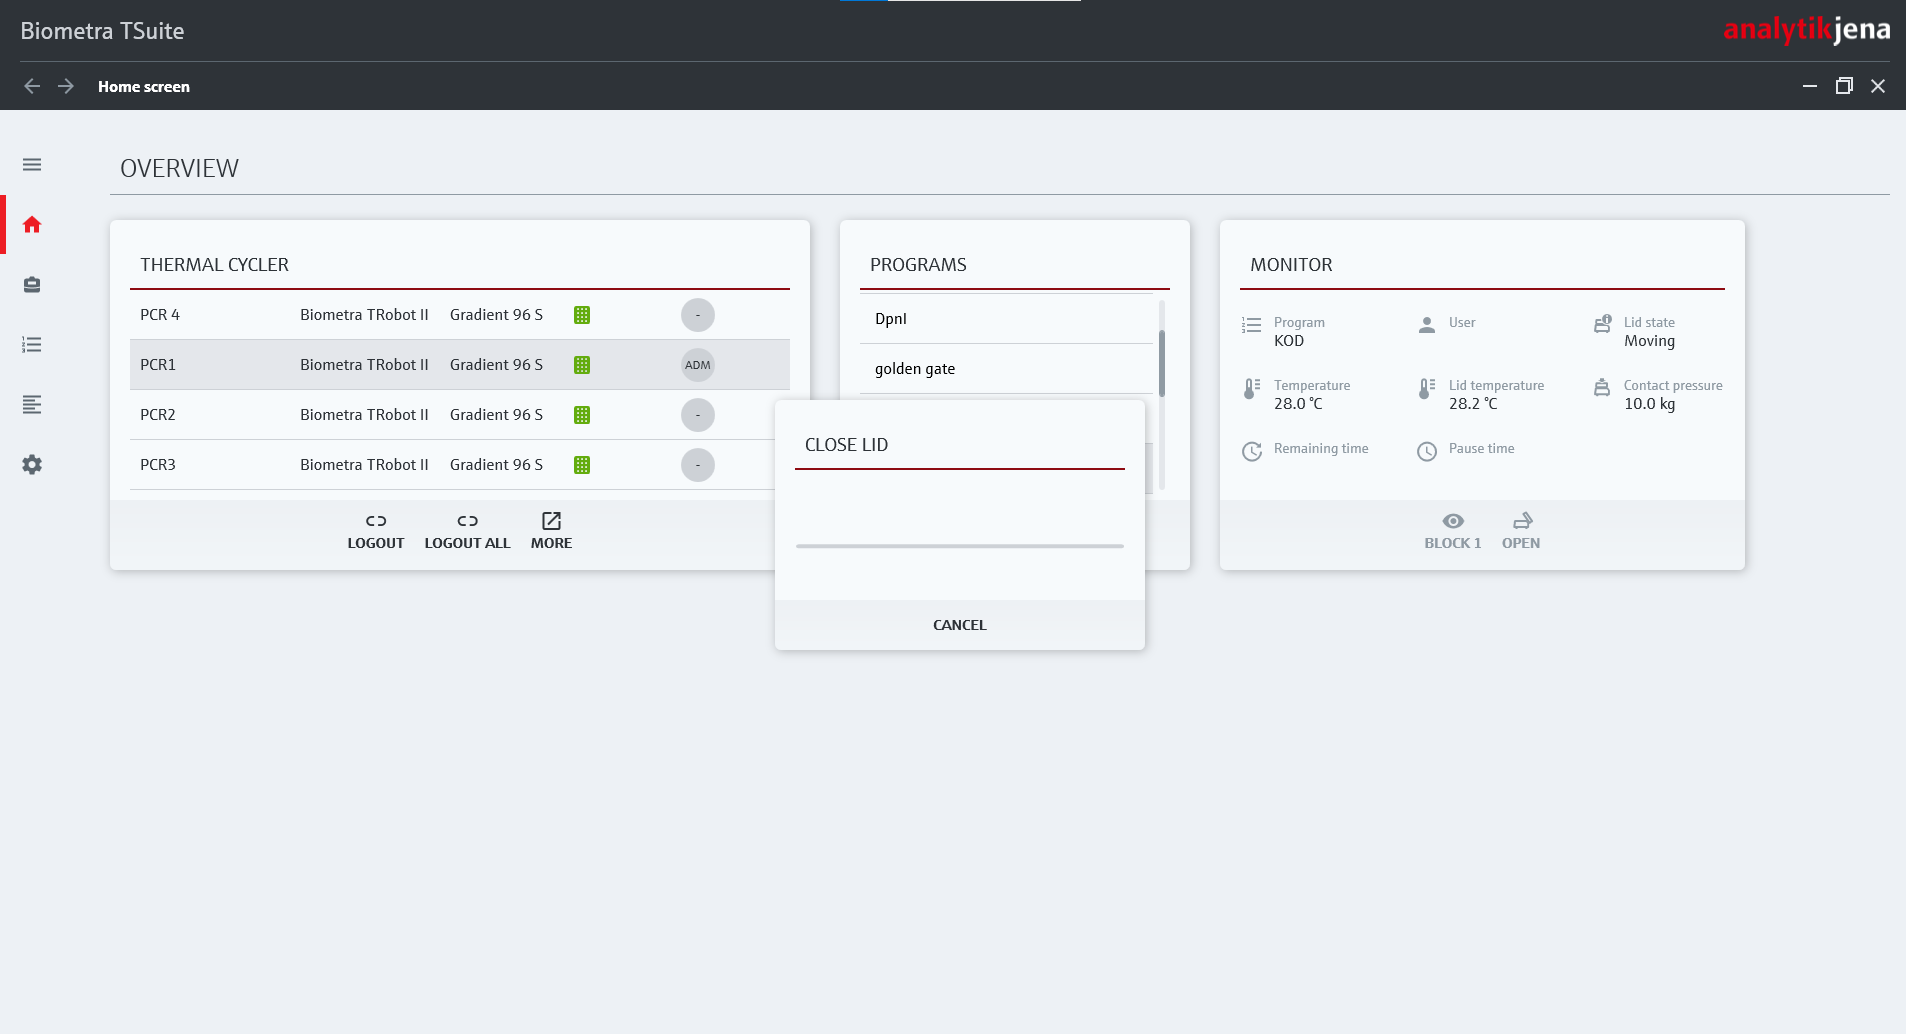 Biometra TSuite
analytikjena
Home screen
OVERVIEW
THERMAL CYCLER
PCR 4 Biometra TRobot II Gradient 96 S -
PCR1 Biometra TRobot II Gradient 96 S ADM
PCR2 Biometra TRobot II Gradient 96 S -
PCR3 Biometra TRobot II Gradient 96 S -
LOGOUT LOGOUT ALL MORE
PROGRAMS
DpnI
golden gate
CLOSE LID
CANCEL
MONITOR
Program User Lid state
KOD Moving
Temperature Lid temperature Contact pressure
28.0 °C 28.2 °C 10.0 kg
Remaining time Pause time
BLOCK 1 OPEN